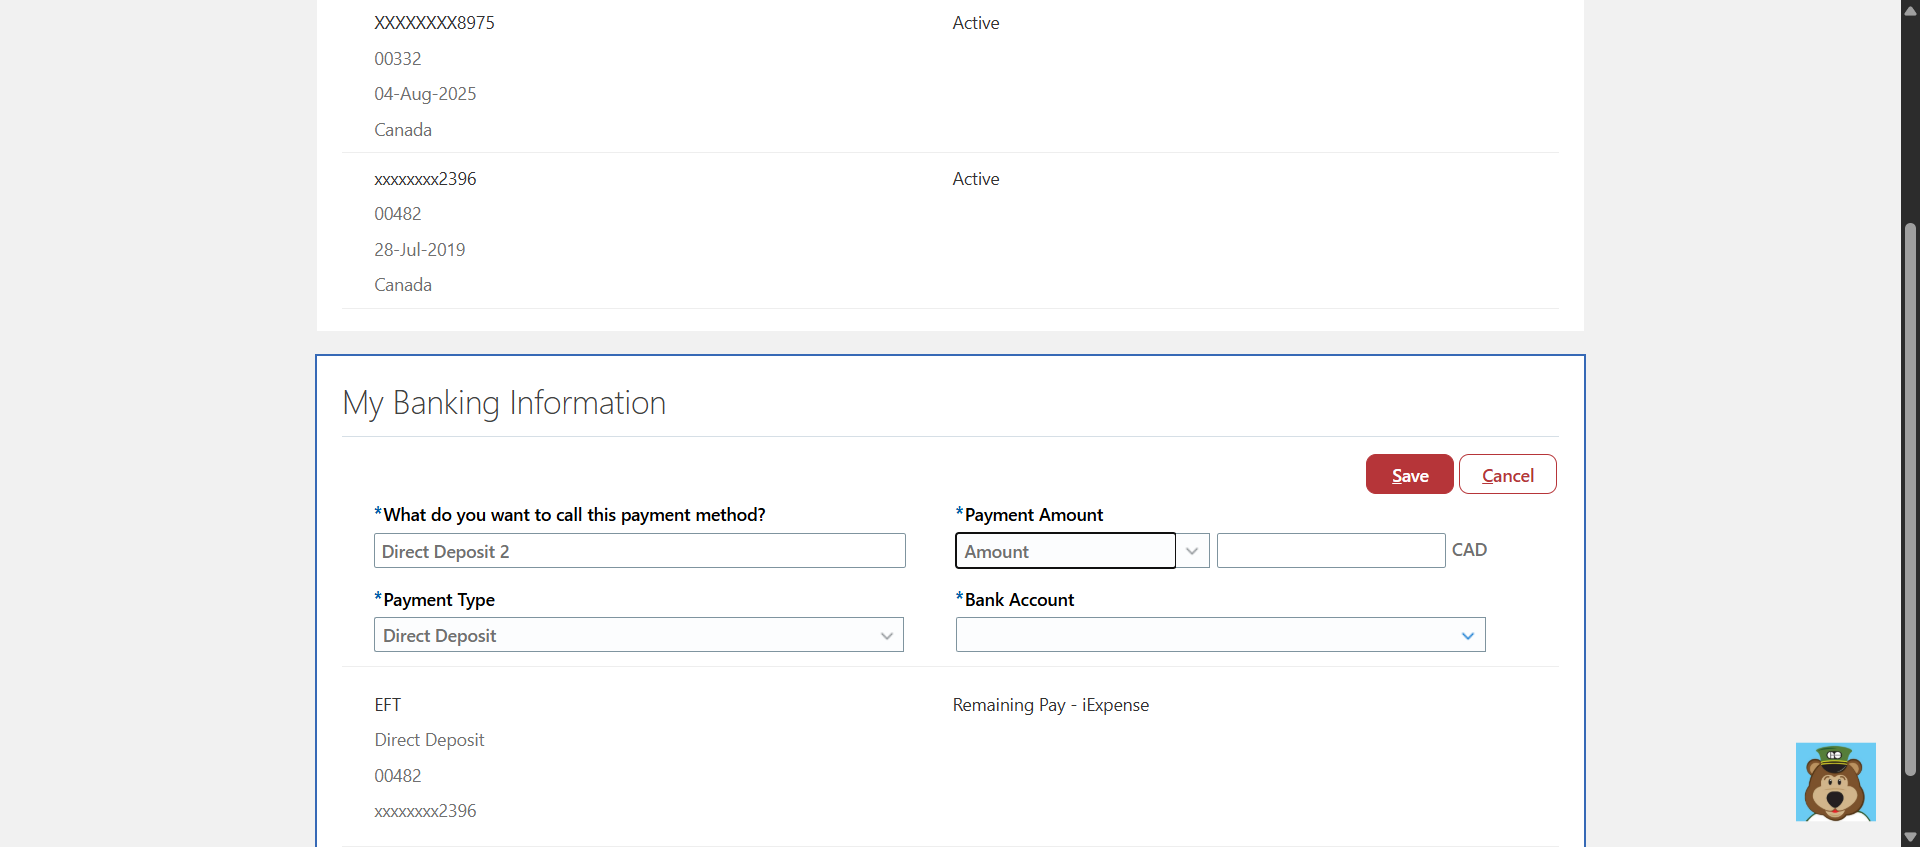 XXXXXXXX8975
Active
00332
04-Aug-2025
Canada
xxxxxxxx2396
Active
00482
28-Jul-2019
Canada
My Banking Information
Save
Cancel
*What do you want to call this payment method?
*Payment Amount
Direct Deposit 2
Amount
CAD
*Payment Type
*Bank Account
Direct Deposit
EFT
Remaining Pay - iExpense
Direct Deposit
00482
xxxxxxxx2396